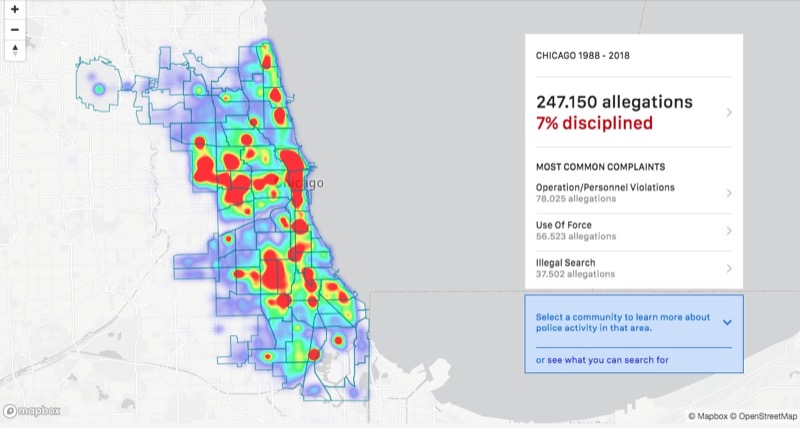 CHICAGO 1988 - 2018
247.150 allegations
7% disciplined
MOST COMMON COMPLAINTS
Operation/Personnel Violations
78.025 allegations
Use Of Force
56.523 allegations
Illegal Search
37.502 allegations
Select a community to learn more about
police activity in that area.
or see what you can search for
Chicago
mapbox
© Mapbox © OpenStreetMap